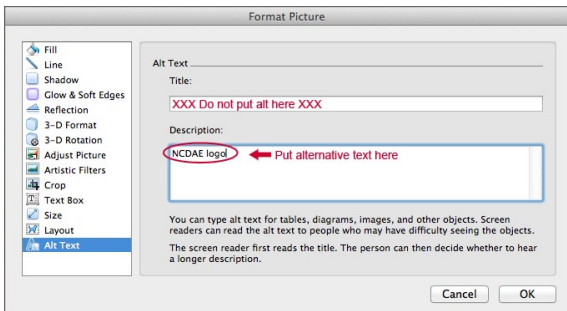 Format Picture
Fill
Line
Shadow
Glow & Soft Edges
Reflection
3-D Format
3-D Rotation
Adjust Picture
Artistic Filters
Crop
Text Box
Size
Layout
Alt Text
Alt Text
Title:
XXX Do not put alt here XXX
Description:
NCDAE logo
Put alternative text here
You can type alt text for tables, diagrams, images, and other objects. Screen
readers can read the alt text to people who may have difficulty seeing the objects.
The screen reader first reads the title. The person can then decide whether to hear
a longer description.
Cancel
OK